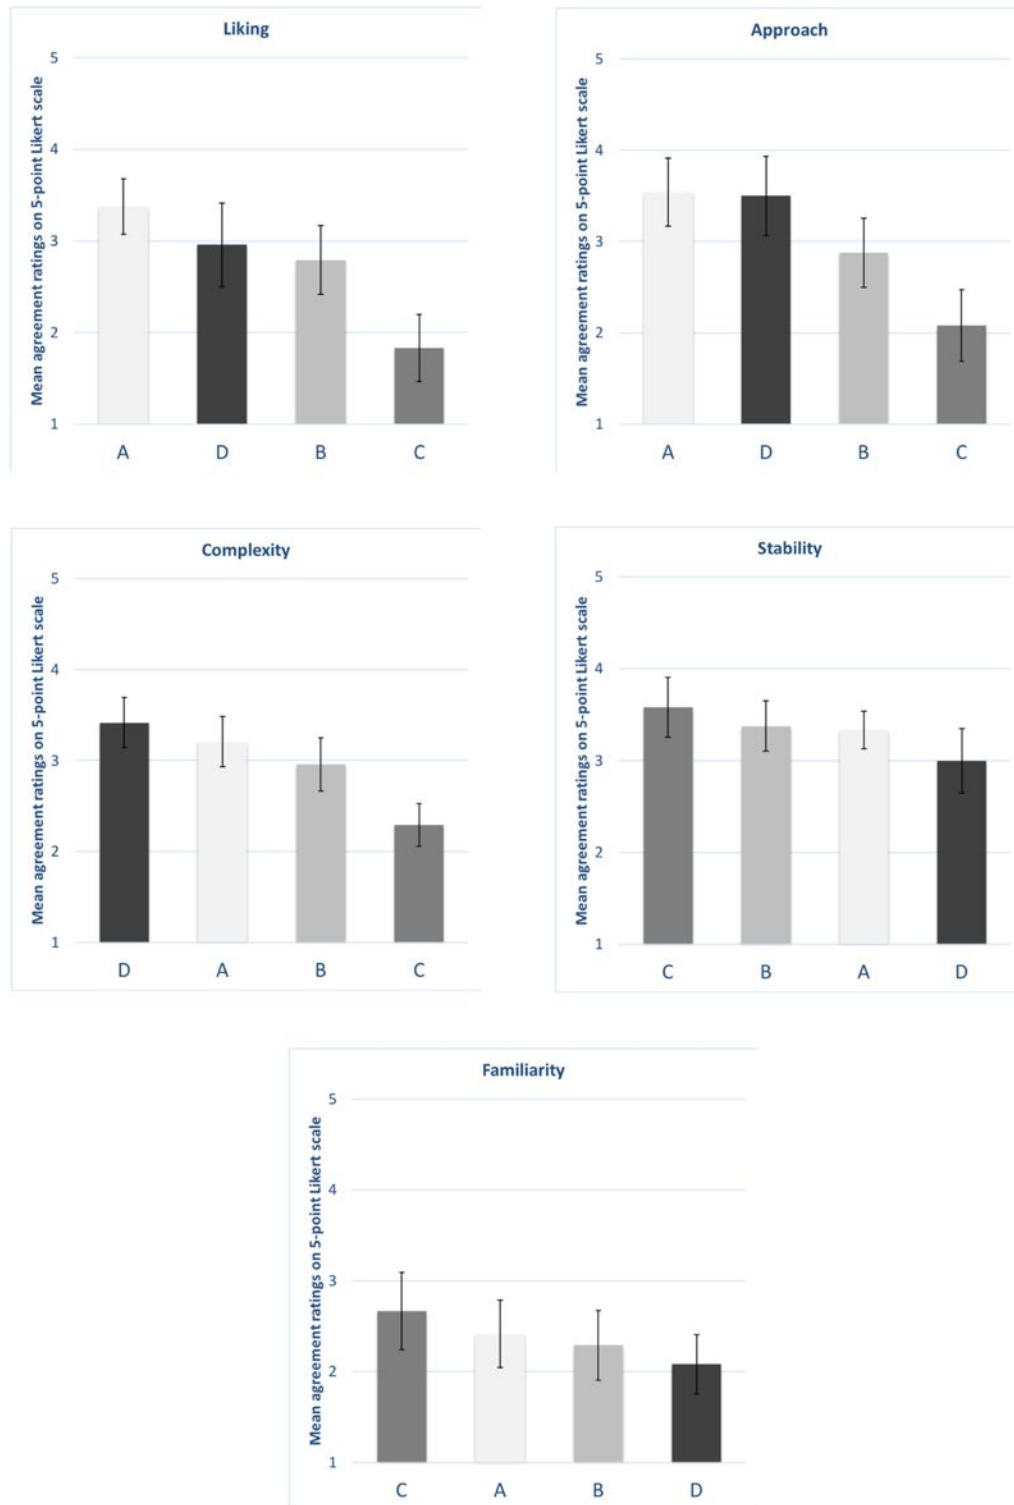 Liking
Mean agreement ratings on 5-point Likert scale
5
4
3
2
1
A D B C
Approach
Mean agreement ratings on 5-point Likert scale
5
4
3
2
1
A D B C
Complexity
Mean agreement ratings on 5-point Likert scale
5
4
3
2
1
D A B C
Stability
Mean agreement ratings on 5-point Likert scale
5
4
3
2
1
C B A D
Familiarity
Mean agreement ratings on 5-point Likert scale
5
4
3
2
1
C A B D